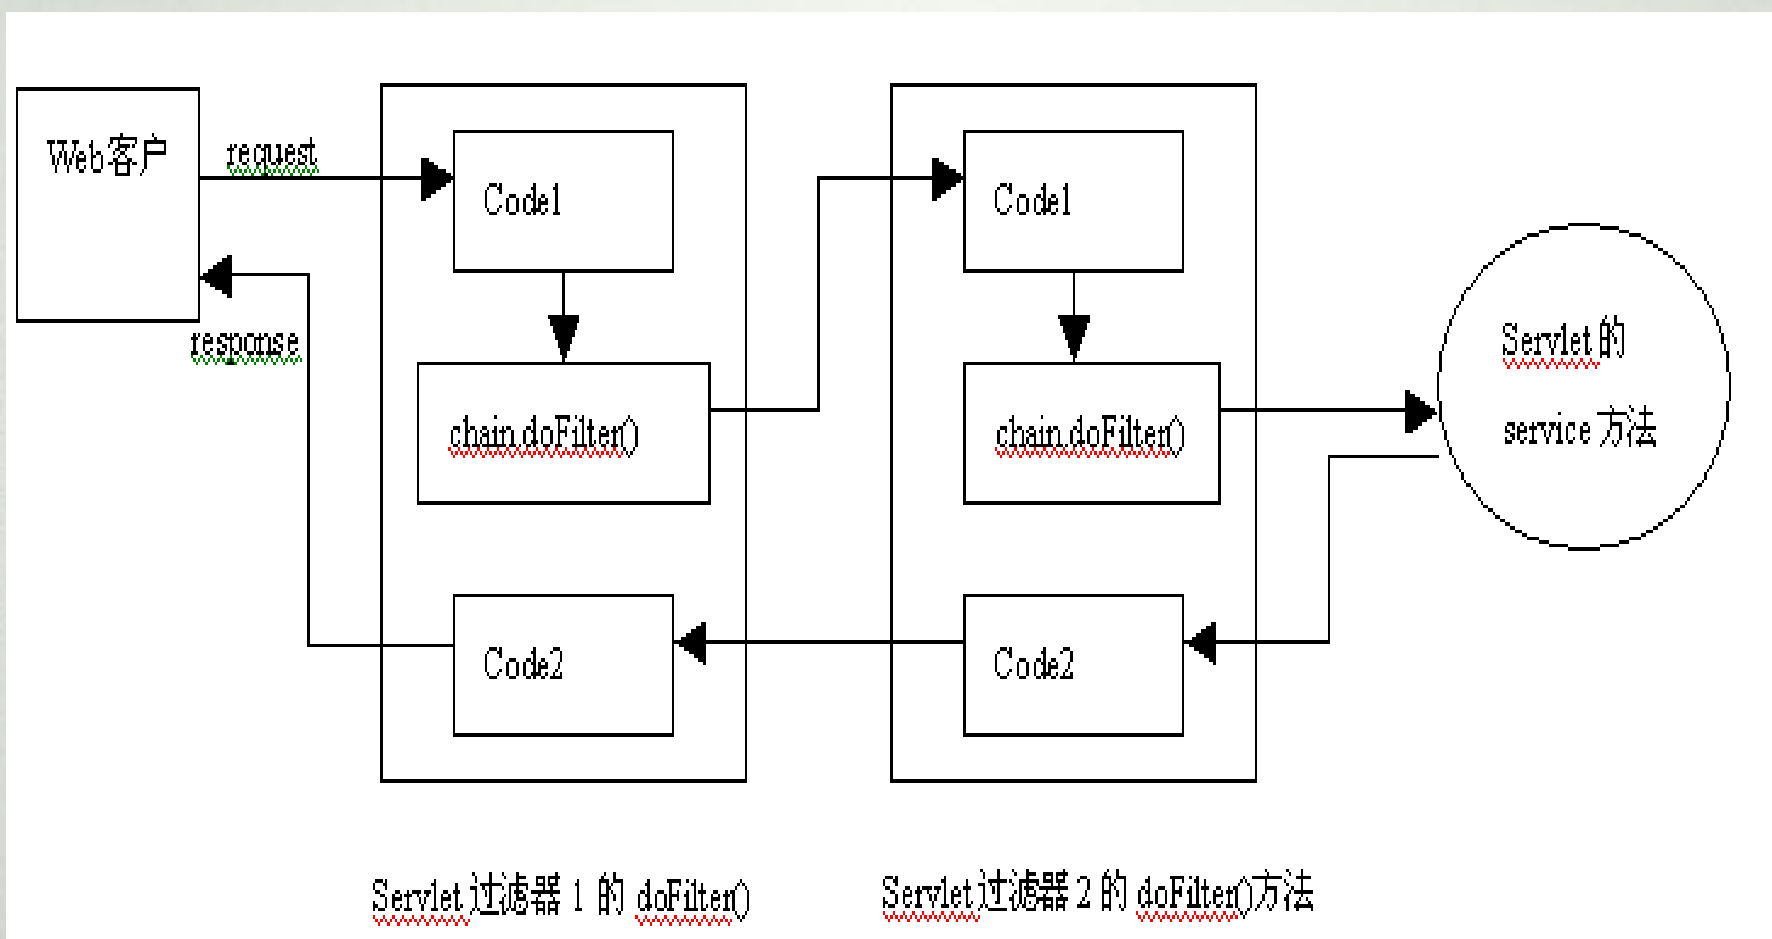 Web客户
request
response
Code1
chain.doFilter()
Code2
Code1
chain.doFilter()
Code2
Servlet的
service 方法
Servlet过滤器 1 的 doFilter()
Servlet过滤器 2 的 doFilter()方法